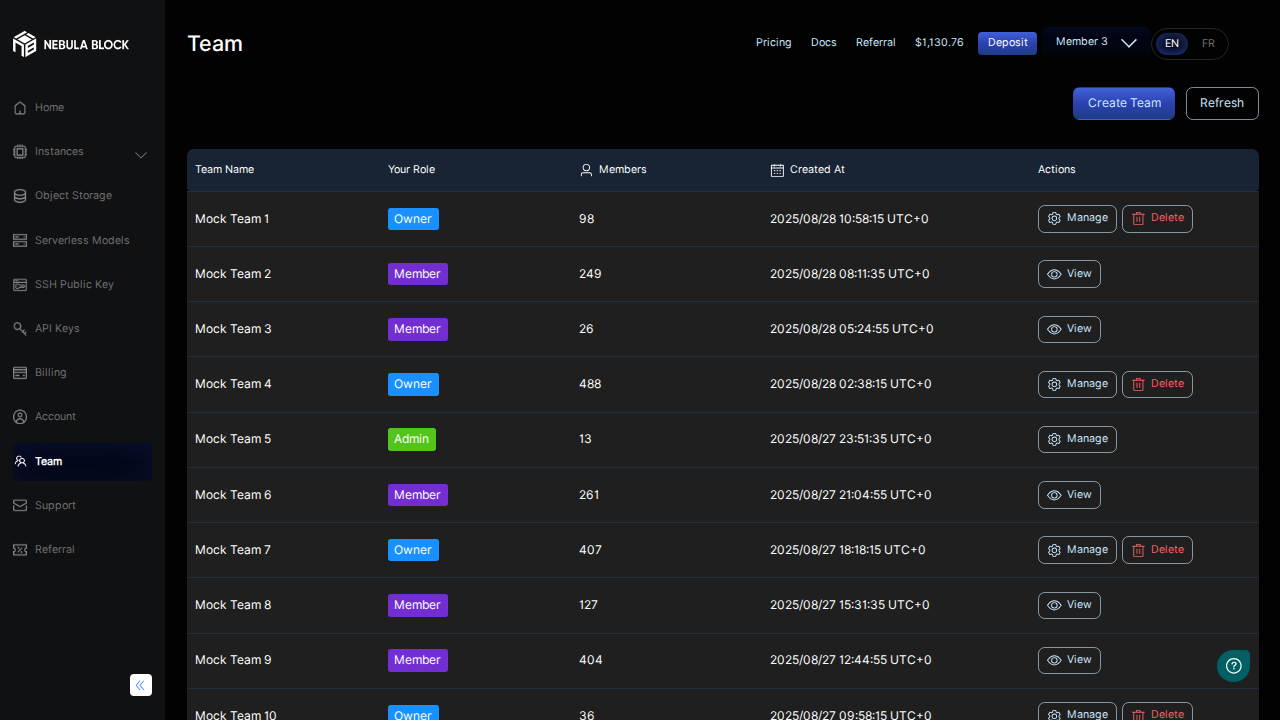 NEBULA BLOCK
Team
Pricing Docs Referral $1,130.76 Deposit Member 3 EN FR
Home
Instances
Object Storage
Serverless Models
SSH Public Key
API Keys
Billing
Account
Team
Support
Referral
Create Team Refresh
Team Name Your Role Members Created At Actions
Mock Team 1 Owner 98 2025/08/28 10:58:15 UTC+0 Manage Delete
Mock Team 2 Member 249 2025/08/28 08:11:35 UTC+0 View
Mock Team 3 Member 26 2025/08/28 05:24:55 UTC+0 View
Mock Team 4 Owner 488 2025/08/28 02:38:15 UTC+0 Manage Delete
Mock Team 5 Admin 13 2025/08/27 23:51:35 UTC+0 Manage
Mock Team 6 Member 261 2025/08/27 21:04:55 UTC+0 View
Mock Team 7 Owner 407 2025/08/27 18:18:15 UTC+0 Manage Delete
Mock Team 8 Member 127 2025/08/27 15:31:35 UTC+0 View
Mock Team 9 Member 404 2025/08/27 12:44:55 UTC+0 View
Mock Team 10 Owner 36 2025/08/27 09:58:15 UTC+0 Manage Delete